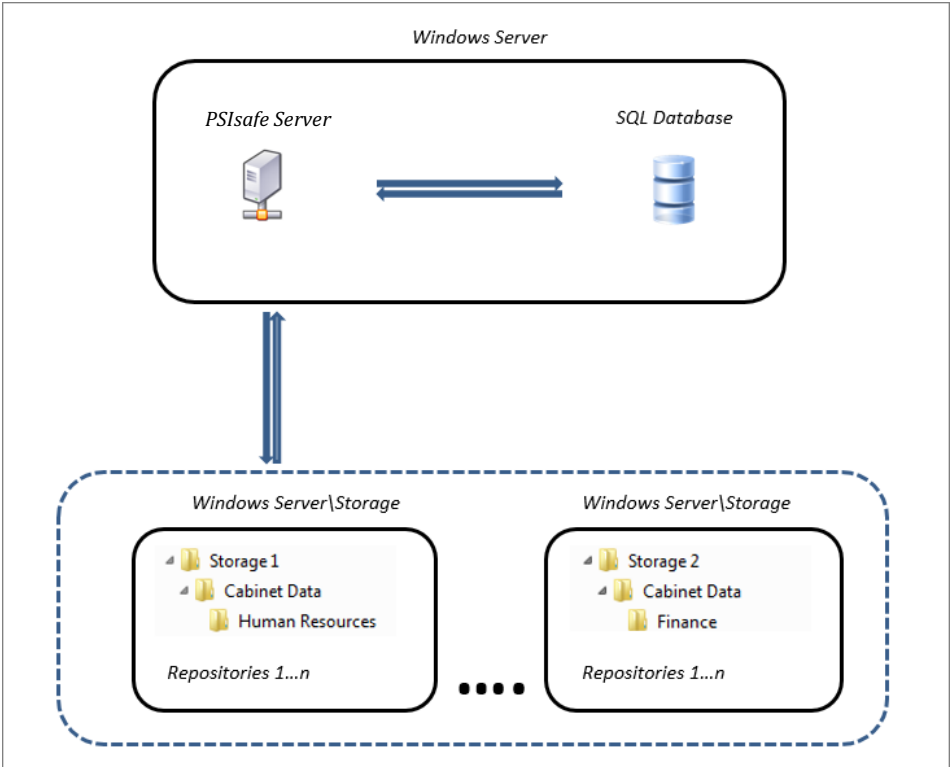 Windows Server
PSIsafe Server
SQL Database
Windows Server\Storage
Storage 1
Cabinet Data
Human Resources
Repositories 1...n
Windows Server\Storage
Storage 2
Cabinet Data
Finance
Repositories 1...n